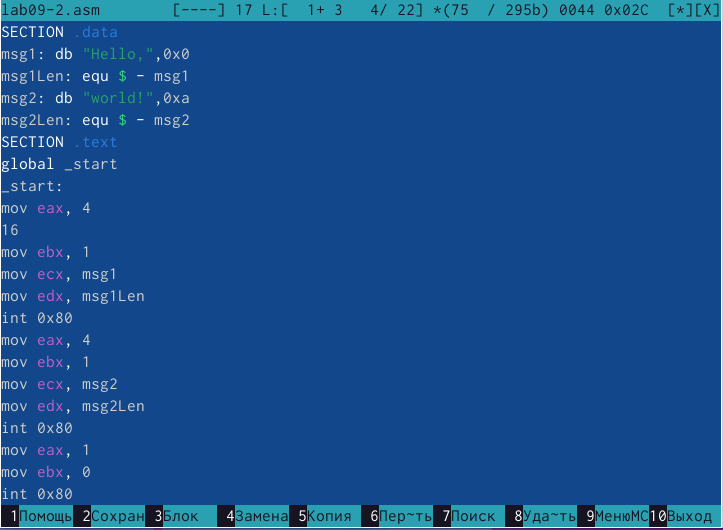 lab09-2.asm [----] 17 L:[ 1+ 3 4/ 22] *(75 / 295b) 0044 0x02C [*][X]
SECTION .data
msg1: db "Hello,",0x0
msg1Len: equ $ - msg1
msg2: db "world!",0xa
msg2Len: equ $ - msg2
SECTION .text
global _start
_start:
mov eax, 4
16
mov ebx, 1
mov ecx, msg1
mov edx, msg1Len
int 0x80
mov eax, 4
mov ebx, 1
mov ecx, msg2
mov edx, msg2Len
int 0x80
mov eax, 1
mov ebx, 0
int 0x80
1Помощь 2Сохран 3Блок 4Замена 5Копия 6Пер~ть 7Поиск 8Уда~ть 9МенюМС 10Выход